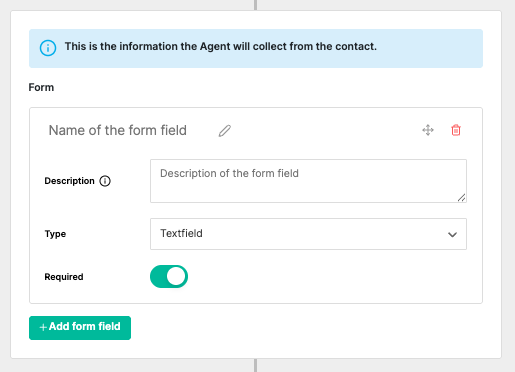 This is the information the Agent will collect from the contact.
Form
Name of the form field
Description
Description of the form field
Type
Textfield
Required
+ Add form field